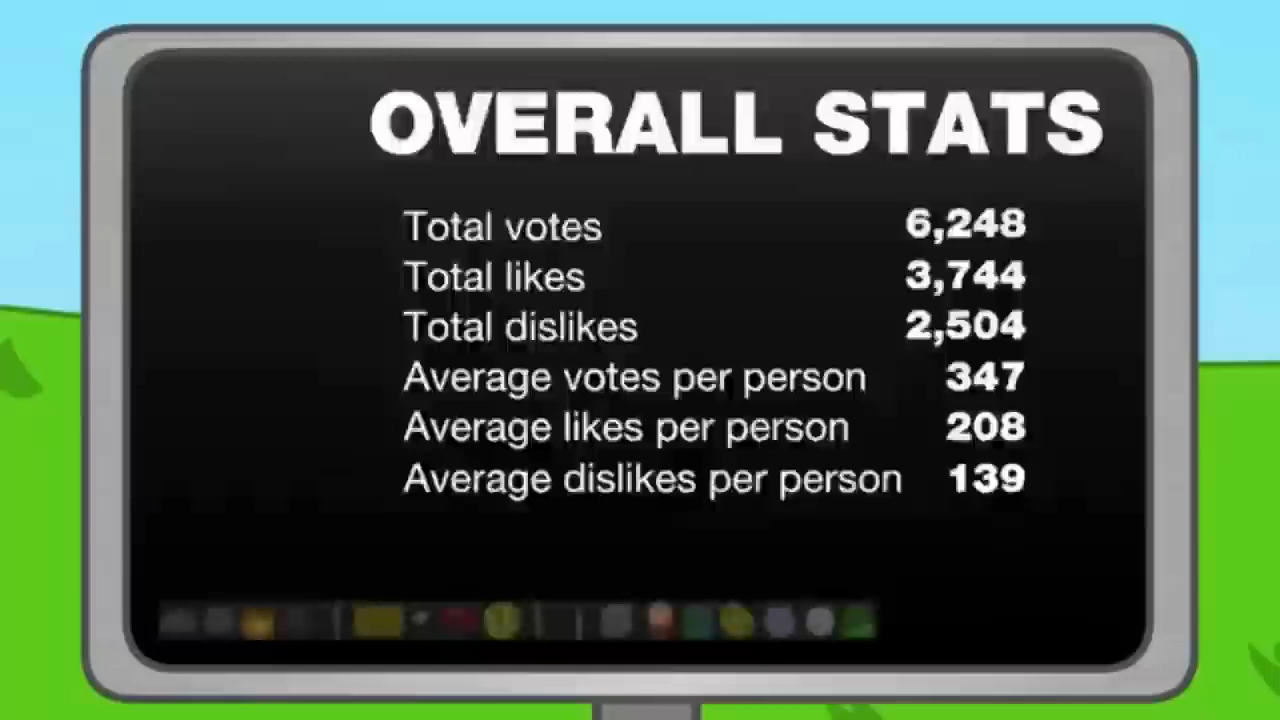 OVERALL STATS
Total votes 6,248
Total likes 3,744
Total dislikes 2,504
Average votes per person 347
Average likes per person 208
Average dislikes per person 139